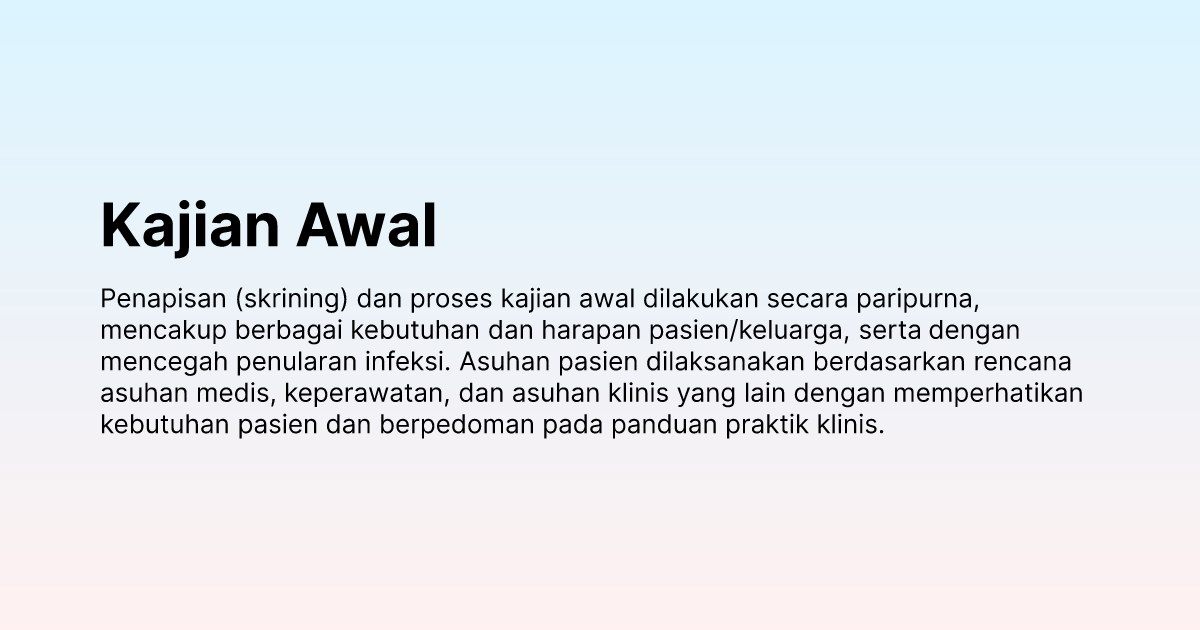 Kajian Awal
Penapisan (skrining) dan proses kajian awal dilakukan secara paripurna,
mencakup berbagai kebutuhan dan harapan pasien/keluarga, serta dengan
mencegah penularan infeksi. Asuhan pasien dilaksanakan berdasarkan rencana
asuhan medis, keperawatan, dan asuhan klinis yang lain dengan memperhatikan
kebutuhan pasien dan berpedoman pada panduan praktik klinis.